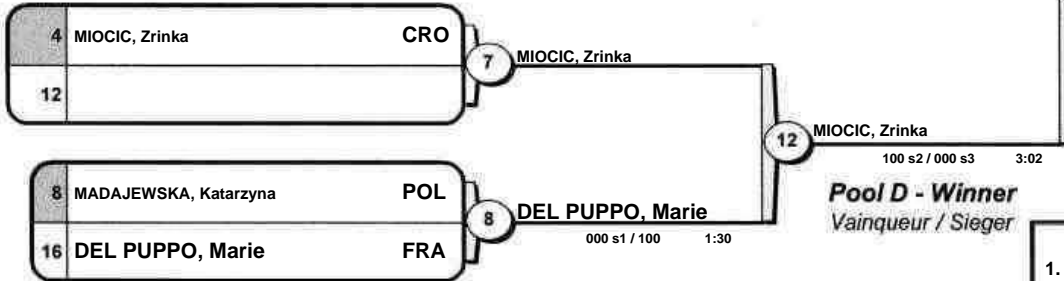 4 MIOCIC, Zrinka CRO
7 MIOCIC, Zrinka
12
12 MIOCIC, Zrinka
100 s2 / 000 s3 3:02
8 MADAJEWSKA, Katarzyna POL
Pool D - Winner
8 DEL PUPPO, Marie
Vainqueur / Sieger
000 s1 / 100 1:30
16 DEL PUPPO, Marie FRA
1.